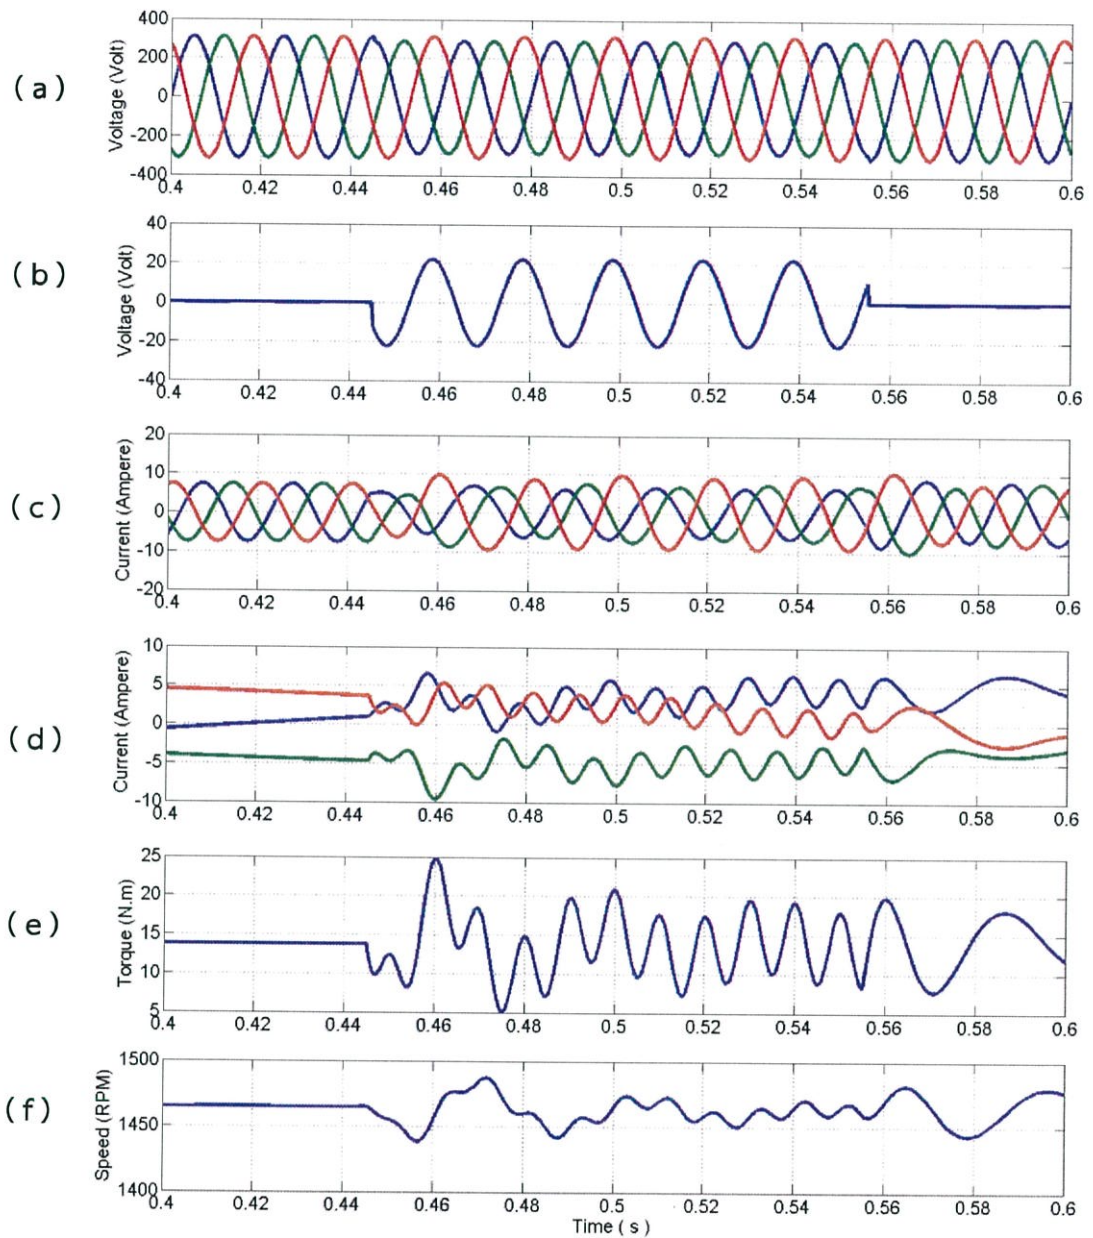 (a)
Voltage (Volt)
400
200
0
-200
-400
0.4 0.42 0.44 0.46 0.48 0.5 0.52 0.54 0.56 0.58 0.6
(b)
Voltage (Volt)
40
20
0
-20
-40
0.4 0.42 0.44 0.46 0.48 0.5 0.52 0.54 0.56 0.58 0.6
(c)
Current (Ampere)
20
10
0
-10
-20
0.4 0.42 0.44 0.46 0.48 0.5 0.52 0.54 0.56 0.58 0.6
(d)
Current (Ampere)
10
5
0
-5
-10
0.4 0.42 0.44 0.46 0.48 0.5 0.52 0.54 0.56 0.58 0.6
(e)
Torque (N.m)
25
20
15
10
5
0.4 0.42 0.44 0.46 0.48 0.5 0.52 0.54 0.56 0.58 0.6
(f)
Speed (RPM)
1500
1450
1400
0.4 0.42 0.44 0.46 0.48 0.5 0.52 0.54 0.56 0.58 0.6
Time ( s )